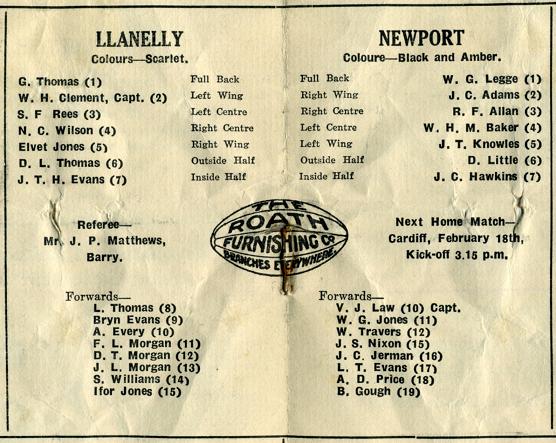 LLANELLY
Colours—Scarlet.
G. Thomas (1) Full Back
W. H. Clement, Capt. (2) Left Wing
S. F Rees (3) Left Centre
N. C. Wilson (4) Right Centre
Elvet Jones (5) Right Wing
D. L. Thomas (6) Outside Half
J. T. H. Evans (7) Inside Half
NEWPORT
Coloure—Black and Amber.
Full Back W. G. Legge (1)
Right Wing J. C. Adams (2)
Right Centre R. F. Allan (3)
Left Centre W. H. M. Baker (4)
Left Wing J. T. Knowles (5)
Outside Half D. Little (6)
Inside Half J. C. Hawkins (7)
Referee—
Mr. J. P. Matthews,
Barry.
THE
ROATH
FURNISHING CO
BRANCHES EVERYWHERE.
Next Home Match—
Cardiff, February 18th,
Kick-off 3.15 p.m.
Forwards—
L. Thomas (8)
Bryn Evans (9)
A. Every (10)
F. L. Morgan (11)
D. T. Morgan (12)
J. L. Morgan (13)
S. Williams (14)
Ifor Jones (15)
Forwards—
V. J. Law (10) Capt.
W. G. Jones (11)
W. Travers (12)
J. S. Nixon (15)
J. C. Jerman (16)
L. T. Evans (17)
A. D. Price (18)
B. Gough (19)